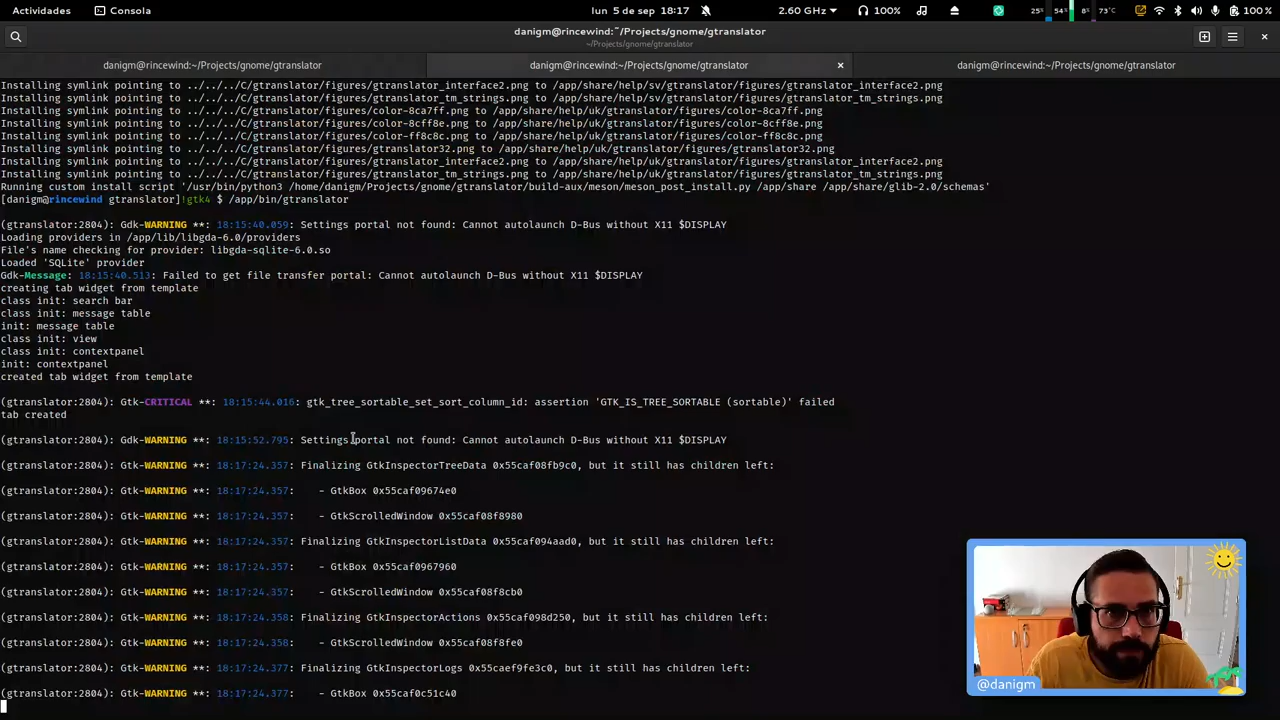 Actividades
Consola
lun 5 de sep 18:17
2.60 GHz
100%
25%
54%
8%
73°C
100 %
danigm@rincewind:~/Projects/gnome/gtranslator
~/Projects/gnome/gtranslator
danigm@rincewind:~/Projects/gnome/gtranslator
danigm@rincewind:~/Projects/gnome/gtranslator
danigm@rincewind:~/Projects/gnome/gtranslator
Installing symlink pointing to ../../../C/gtranslator/figures/gtranslator_interface2.png to /app/share/help/sv/gtranslator/figures/gtranslator_interface2.png
Installing symlink pointing to ../../../C/gtranslator/figures/gtranslator_tm_strings.png to /app/share/help/sv/gtranslator/figures/gtranslator_tm_strings.png
Installing symlink pointing to ../../../C/gtranslator/figures/color-8ca7ff.png to /app/share/help/uk/gtranslator/figures/color-8ca7ff.png
Installing symlink pointing to ../../../C/gtranslator/figures/color-8cff8e.png to /app/share/help/uk/gtranslator/figures/color-8cff8e.png
Installing symlink pointing to ../../../C/gtranslator/figures/color-ff8c8c.png to /app/share/help/uk/gtranslator/figures/color-ff8c8c.png
Installing symlink pointing to ../../../C/gtranslator/figures/gtranslator32.png to /app/share/help/uk/gtranslator/figures/gtranslator32.png
Installing symlink pointing to ../../../C/gtranslator/figures/gtranslator_interface2.png to /app/share/help/uk/gtranslator/figures/gtranslator_interface2.png
Installing symlink pointing to ../../../C/gtranslator/figures/gtranslator_tm_strings.png to /app/share/help/uk/gtranslator/figures/gtranslator_tm_strings.png
Running custom install script '/usr/bin/python3 /home/danigm/Projects/gnome/gtranslator/build-aux/meson/meson_post_install.py /app/share /app/share/glib-2.0/schemas'
[danigm@rincewind gtranslator]!gtk4 $ /app/bin/gtranslator
(gtranslator:2804): Gdk-WARNING **: 18:15:40.059: Settings portal not found: Cannot autolaunch D-Bus without X11 $DISPLAY
Loading providers in /app/lib/libgda-6.0/providers
File's name checking for provider: libgda-sqlite-6.0.so
Loaded 'SQLite' provider
Gdk-Message: 18:15:40.513: Failed to get file transfer portal: Cannot autolaunch D-Bus without X11 $DISPLAY
creating tab widget from template
class init: search bar
class init: message table
init: message table
class init: view
class init: contextpanel
init: contextpanel
created tab widget from template
(gtranslator:2804): Gtk-CRITICAL **: 18:15:44.016: gtk_tree_sortable_set_sort_column_id: assertion 'GTK_IS_TREE_SORTABLE (sortable)' failed
tab created
(gtranslator:2804): Gdk-WARNING **: 18:15:52.795: Settings portal not found: Cannot autolaunch D-Bus without X11 $DISPLAY
(gtranslator:2804): Gtk-WARNING **: 18:17:24.357: Finalizing GtkInspectorTreeData 0x55caf08fb9c0, but it still has children left:
(gtranslator:2804): Gtk-WARNING **: 18:17:24.357:    - GtkBox 0x55caf09674e0
(gtranslator:2804): Gtk-WARNING **: 18:17:24.357:    - GtkScrolledWindow 0x55caf08f8980
(gtranslator:2804): Gtk-WARNING **: 18:17:24.357: Finalizing GtkInspectorListData 0x55caf094aad0, but it still has children left:
(gtranslator:2804): Gtk-WARNING **: 18:17:24.357:    - GtkBox 0x55caf0967960
(gtranslator:2804): Gtk-WARNING **: 18:17:24.357:    - GtkScrolledWindow 0x55caf08f8cb0
(gtranslator:2804): Gtk-WARNING **: 18:17:24.358: Finalizing GtkInspectorActions 0x55caf098d250, but it still has children left:
(gtranslator:2804): Gtk-WARNING **: 18:17:24.358:    - GtkScrolledWindow 0x55caf08f8fe0
(gtranslator:2804): Gtk-WARNING **: 18:17:24.377: Finalizing GtkInspectorLogs 0x55caef9fe3c0, but it still has children left:
(gtranslator:2804): Gtk-WARNING **: 18:17:24.377:    - GtkBox 0x55caf0c51c40
@danigm